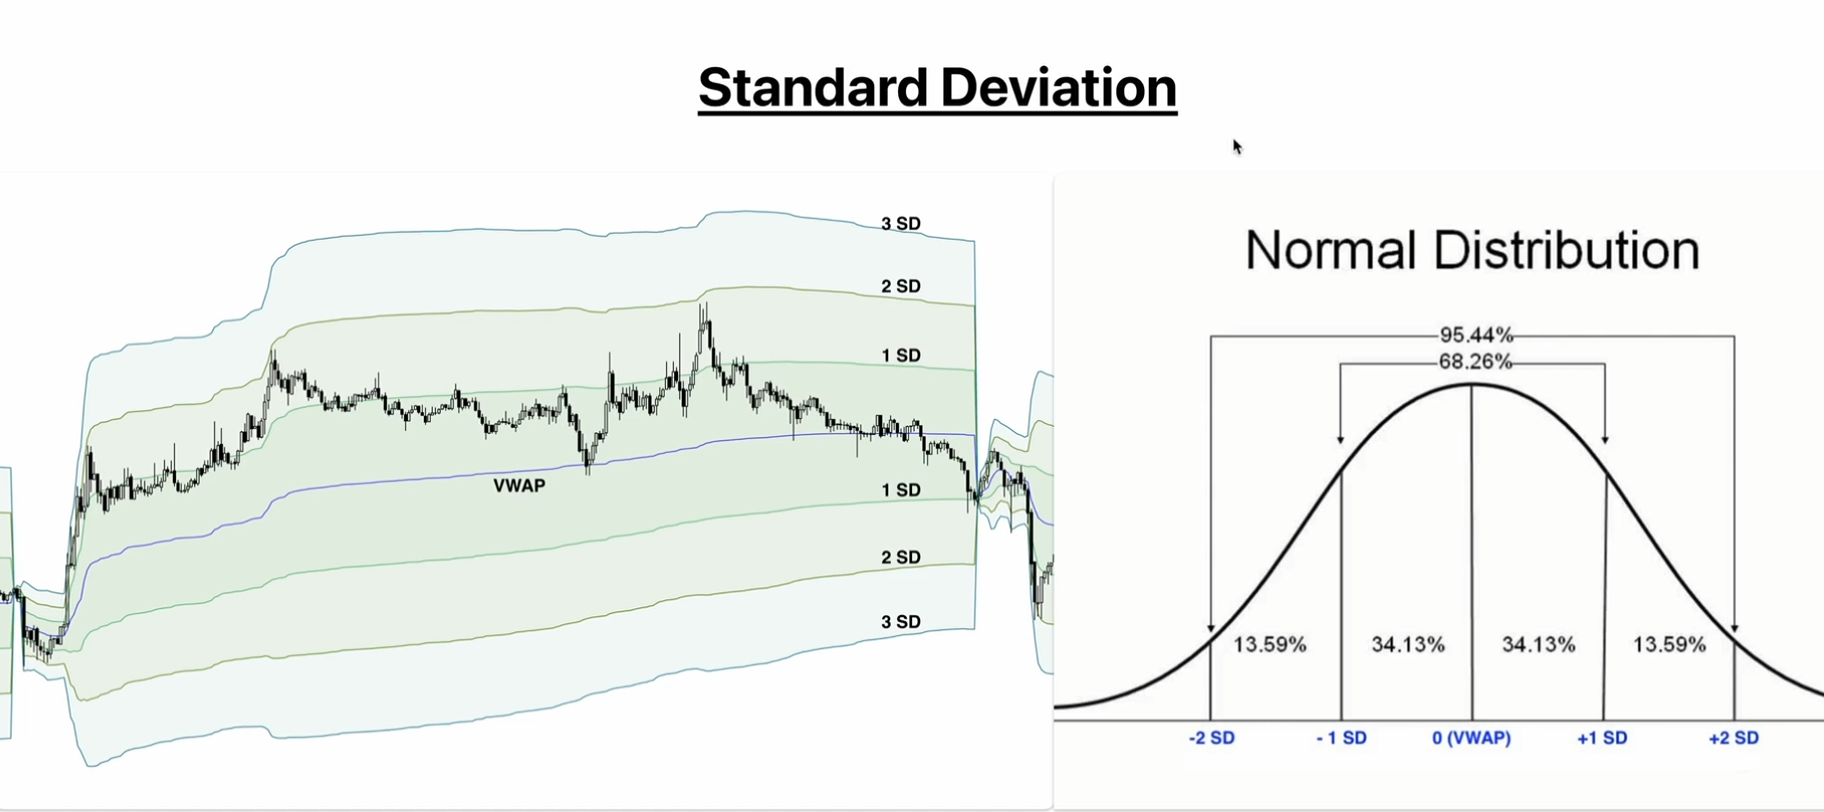 Standard Deviation
3 SD
2 SD
1 SD
VWAP
1 SD
2 SD
3 SD
Normal Distribution
95.44%
68.26%
13.59% 34.13% 34.13% 13.59%
-2 SD - 1 SD 0 (VWAP) +1 SD +2 SD